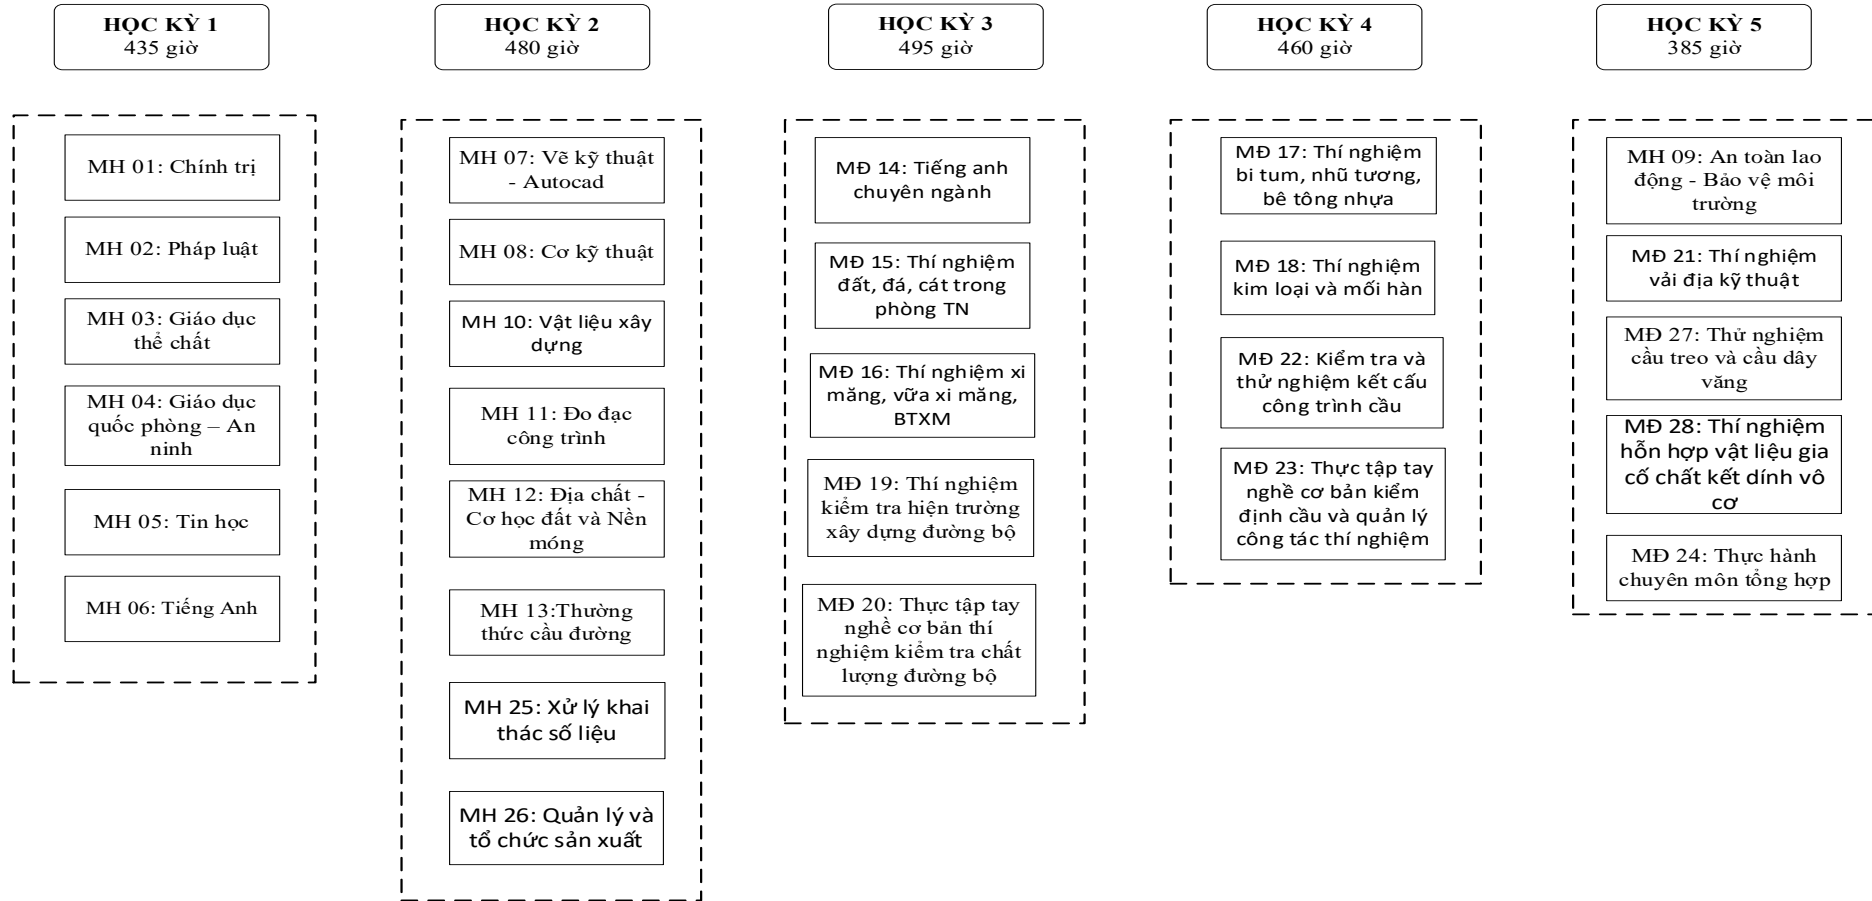 HỌC KỲ 1
435 giờ
HỌC KỲ 2
480 giờ
HỌC KỲ 3
495 giờ
HỌC KỲ 4
460 giờ
HỌC KỲ 5
385 giờ
MH 01: Chính trị
MH 02: Pháp luật
MH 03: Giáo dục
thể chất
MH 04: Giáo dục
quốc phòng – An
ninh
MH 05: Tin học
MH 06: Tiếng Anh
MH 07: Vẽ kỹ thuật
- Autocad
MH 08: Cơ kỹ thuật
MH 10: Vật liệu xây
dựng
MH 11: Đo đạc
công trình
MH 12: Địa chất -
Cơ học đất và Nền
móng
MH 13:Thường
thức cầu đường
MH 25: Xử lý khai
thác số liệu
MH 26: Quản lý và
tổ chức sản xuất
MĐ 14: Tiếng anh
chuyên ngành
MĐ 15: Thí nghiệm
đất, đá, cát trong
phòng TN
MĐ 16: Thí nghiệm xi
măng, vữa xi măng,
BTXM
MĐ 19: Thí nghiệm
kiểm tra hiện trường
xây dựng đường bộ
MĐ 20: Thực tập tay
nghề cơ bản thí
nghiệm kiểm tra chất
lượng đường bộ
MĐ 17: Thí nghiệm
bi tum, nhũ tương,
bê tông nhựa
MĐ 18: Thí nghiệm
kim loại và mối hàn
MĐ 22: Kiểm tra và
thử nghiệm kết cấu
công trình cầu
MĐ 23: Thực tập tay
nghề cơ bản kiểm
định cầu và quản lý
công tác thí nghiệm
MH 09: An toàn lao
động - Bảo vệ môi
trường
MĐ 21: Thí nghiệm
vải địa kỹ thuật
MĐ 27: Thử nghiệm
cầu treo và cầu dây
văng
MĐ 28: Thí nghiệm
hỗn hợp vật liệu gia
cố chất kết dính vô
cơ
MĐ 24: Thực hành
chuyên môn tổng hợp